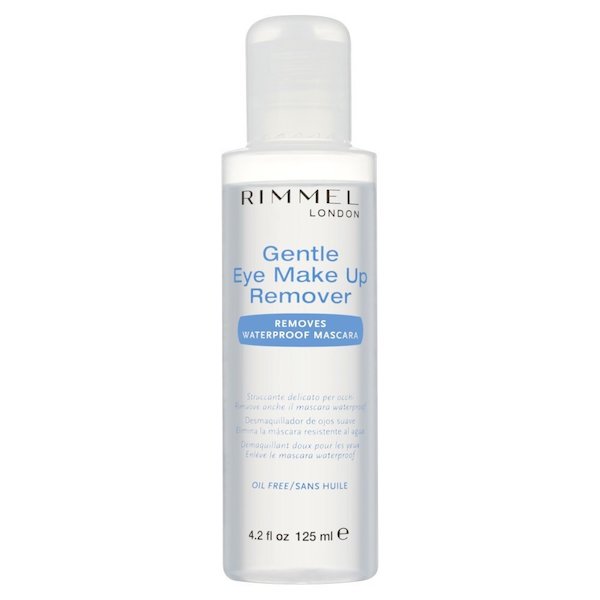 RIMMEL
LONDON
Gentle
Eye Make Up
Remover
REMOVES
WATERPROOF MASCARA
Struccante delicato per occhi
Rimuove anche il mascara waterproof
Desmaquillador de ojos suave
Elimina la máscara resistente al agua
Démaquillant doux pour les yeux
Enlève le mascara waterproof
OIL FREE/SANS HUILE
4.2 fl oz 125 ml ℮